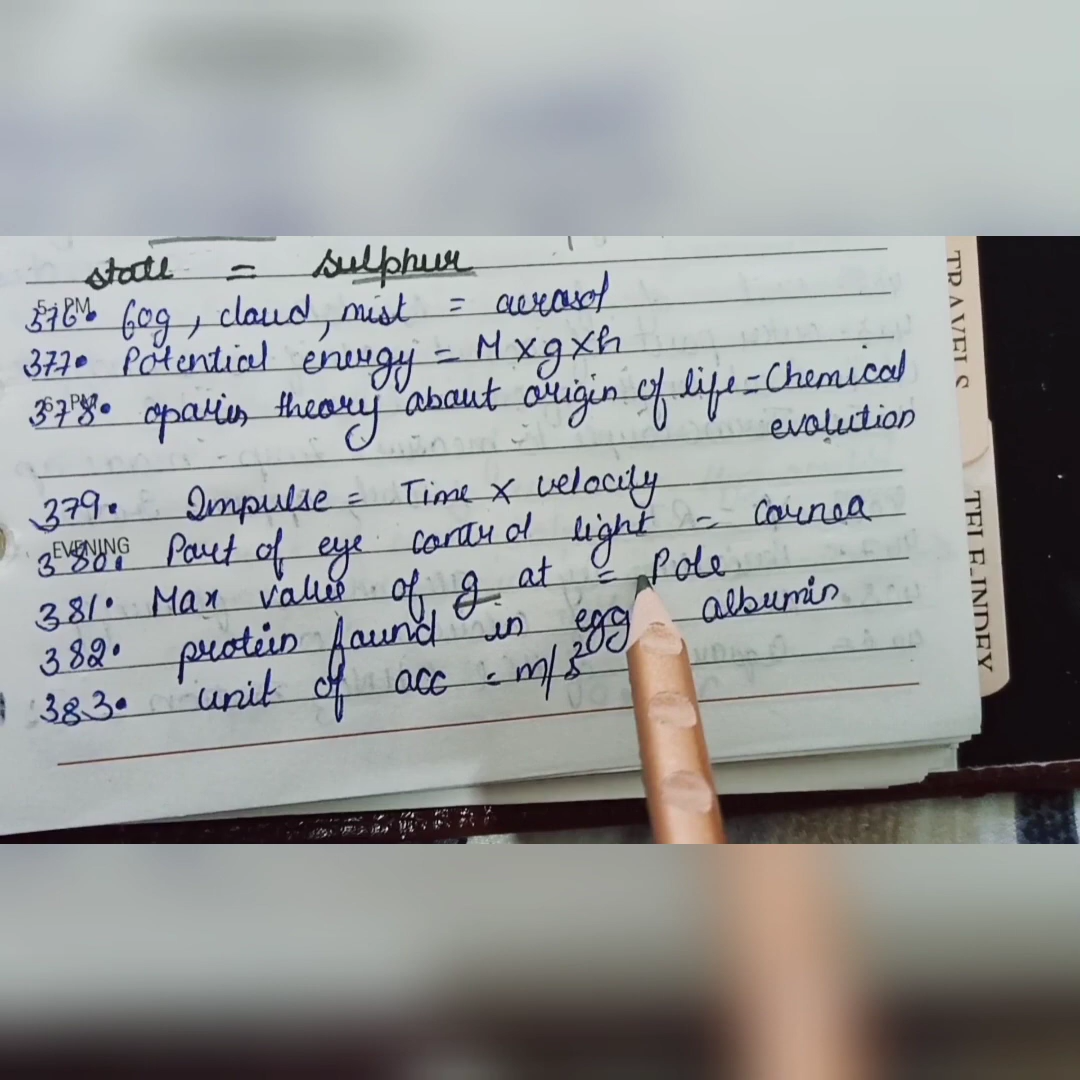 state = sulphur
376. fog, cloud, mist = aerosol
377. Potential energy = M×g×h
378. oparin theory about origin of life = Chemical
evolution
379. Impulse = Time × velocity
EVENING
380. Part of eye control light = cornea
381. Max value of g at = Pole
382. protein found in egg albumin
383. unit of acc = m/s²
TRAVELS
TELE.INDEX